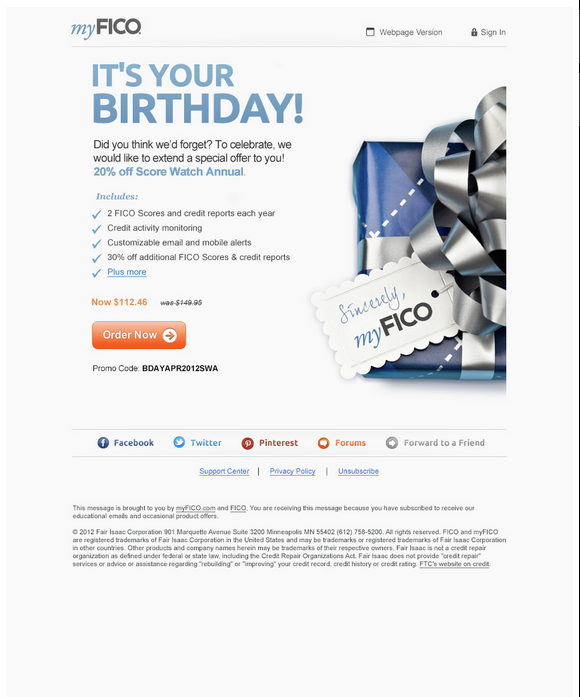 myFICO
Webpage Version
Sign In
IT'S YOUR
BIRTHDAY!
Did you think we'd forget? To celebrate, we
would like to extend a special offer to you!
20% off Score Watch Annual.
Includes:
2 FICO Scores and credit reports each year
Credit activity monitoring
Customizable email and mobile alerts
30% off additional FICO Scores & credit reports
Plus more
Now $112.46 was $149.95
Order Now
Promo Code: BDAYAPR2012SWA
Sincerely,
myFICO
Facebook Twitter Pinterest Forums Forward to a Friend
Support Center | Privacy Policy | Unsubscribe
This message is brought to you by myFICO.com and FICO. You are receiving this message because you have subscribed to receive our
educational emails and occasional product offers.
© 2012 Fair Isaac Corporation 901 Marquette Avenue Suite 3200 Minneapolis MN 55402 (612) 758-5200. All rights reserved. FICO and myFICO
are registered trademarks of Fair Isaac Corporation in the United States and may be trademarks or registered trademarks of Fair Isaac Corporation
in other countries. Other products and company names herein may be trademarks of their respective owners. Fair Isaac is not a credit repair
organization as defined under federal or state law, including the Credit Repair Organizations Act. Fair Isaac does not provide "credit repair"
services or advice or assistance regarding "rebuilding" or "improving" your credit record, credit history or credit rating. FTC's website on credit.